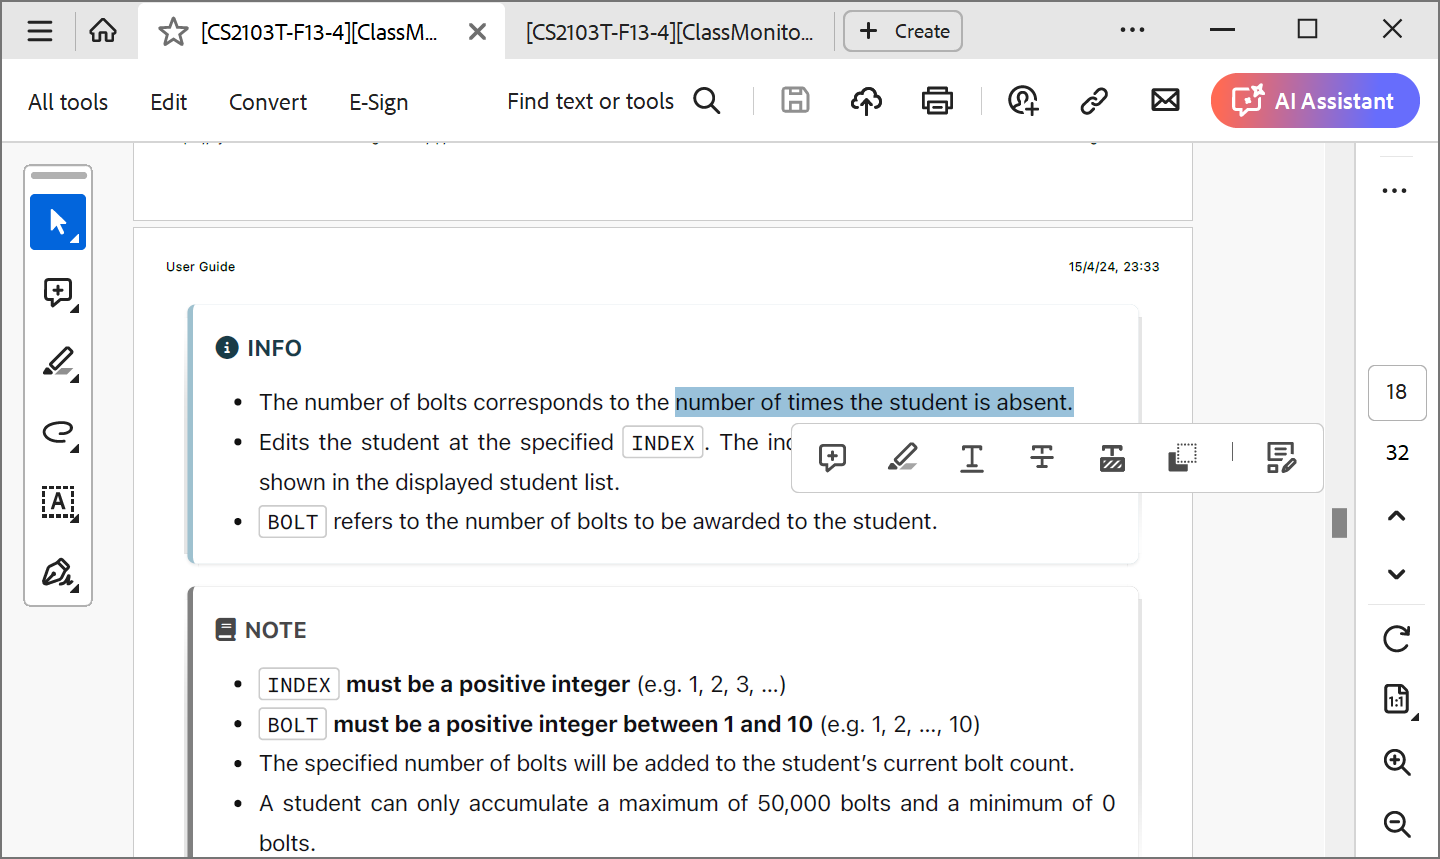 [CS2103T-F13-4][ClassM...
[CS2103T-F13-4][ClassMonito...
Create
All tools
Edit
Convert
E-Sign
Find text or tools
AI Assistant
User Guide
15/4/24, 23:33
INFO
The number of bolts corresponds to the number of times the student is absent.
Edits the student at the specified INDEX. The
shown in the displayed student list.
BOLT refers to the number of bolts to be awarded to the student.
NOTE
INDEX must be a positive integer (e.g. 1, 2, 3, ...)
BOLT must be a positive integer between 1 and 10 (e.g. 1, 2, ..., 10)
The specified number of bolts will be added to the student's current bolt count.
A student can only accumulate a maximum of 50,000 bolts and a minimum of 0
bolts.
18
32
1:1